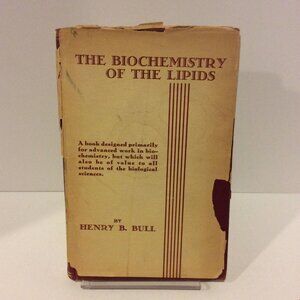 THE BIOCHEMISTRY
OF THE LIPIDS
A book designed primarily
for advanced work in bio-
chemistry, but which will
also be of value to all
students of the biological
sciences.
BY
HENRY B. BULL